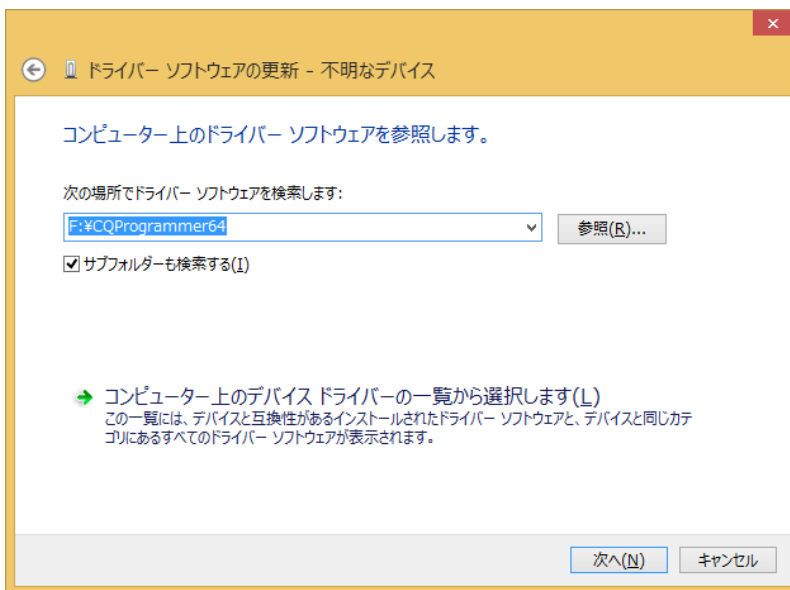 ドライバー ソフトウェアの更新 - 不明なデバイス
コンピューター上のドライバー ソフトウェアを参照します。
次の場所でドライバー ソフトウェアを検索します:
F:¥CQProgrammer64
参照(R)...
サブフォルダーも検索する(I)
コンピューター上のデバイス ドライバーの一覧から選択します(L)
この一覧には、デバイスと互換性があるインストールされたドライバー ソフトウェアと、デバイスと同じカテ
ゴリにあるすべてのドライバー ソフトウェアが表示されます。
次へ(N)
キャンセル